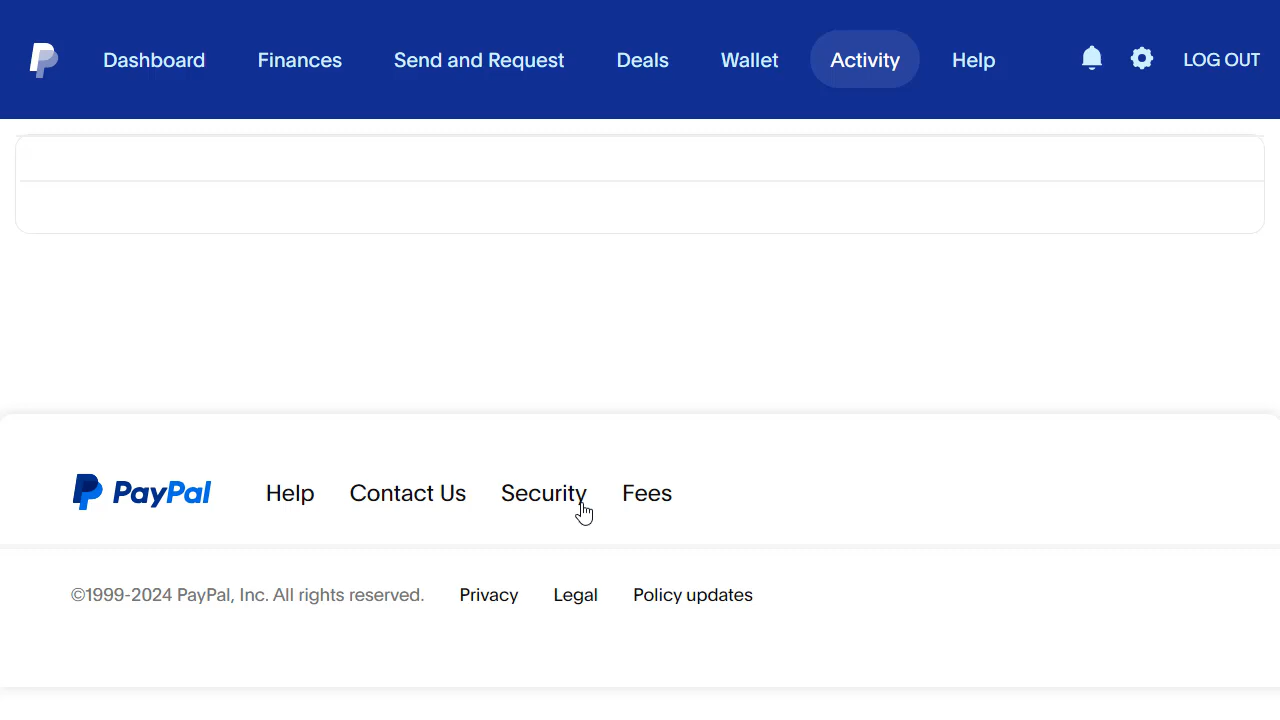 Dashboard Finances Send and Request Deals Wallet Activity Help LOG OUT
PayPal Help Contact Us Security Fees
©1999-2024 PayPal, Inc. All rights reserved. Privacy Legal Policy updates